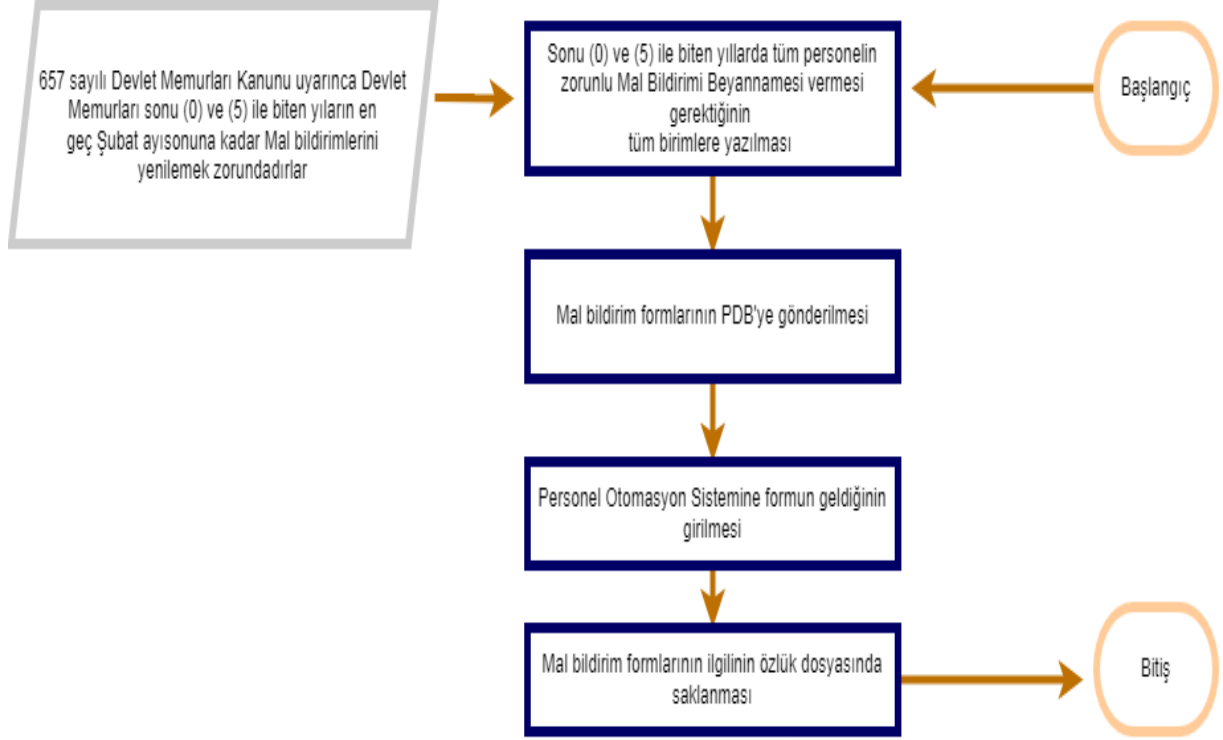 657 sayılı Devlet Memurları Kanunu uyarınca Devlet
Memurları sonu (0) ve (5) ile biten yıların en
geç Şubat ayısonuna kadar Mal bildirimlerini
yenilemek zorundadırlar
Sonu (0) ve (5) ile biten yıllarda tüm personelin
zorunlu Mal Bildirimi Beyannamesi vermesi
gerektiğinin
tüm birimlere yazılması
Başlangıç
Mal bildirim formlarının PDB'ye gönderilmesi
Personel Otomasyon Sistemine formun geldiğinin
girilmesi
Mal bildirim formlarının ilgilinin özlük dosyasında
saklanması
Bitiş